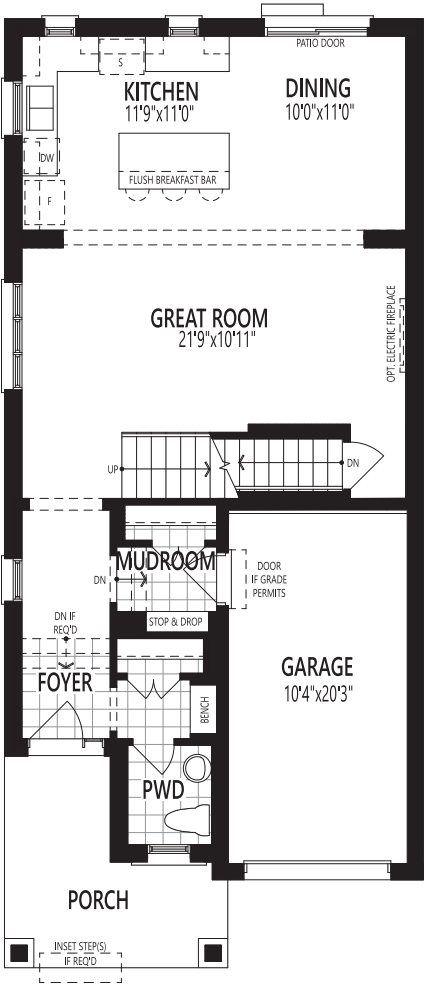 PATIO DOOR
S
KITCHEN
11'9"x11'0"
DINING
10'0"x11'0"
DW
FLUSH BREAKFAST BAR
F
GREAT ROOM
21'9"x10'11"
OPT. ELECTRIC FIREPLACE
UP
DN
MUDROOM
DN
DOOR
IF GRADE
PERMITS
STOP & DROP
DN IF
REQ'D
FOYER
GARAGE
10'4"x20'3"
BENCH
PWD
PORCH
INSET STEP(S)
IF REQ'D